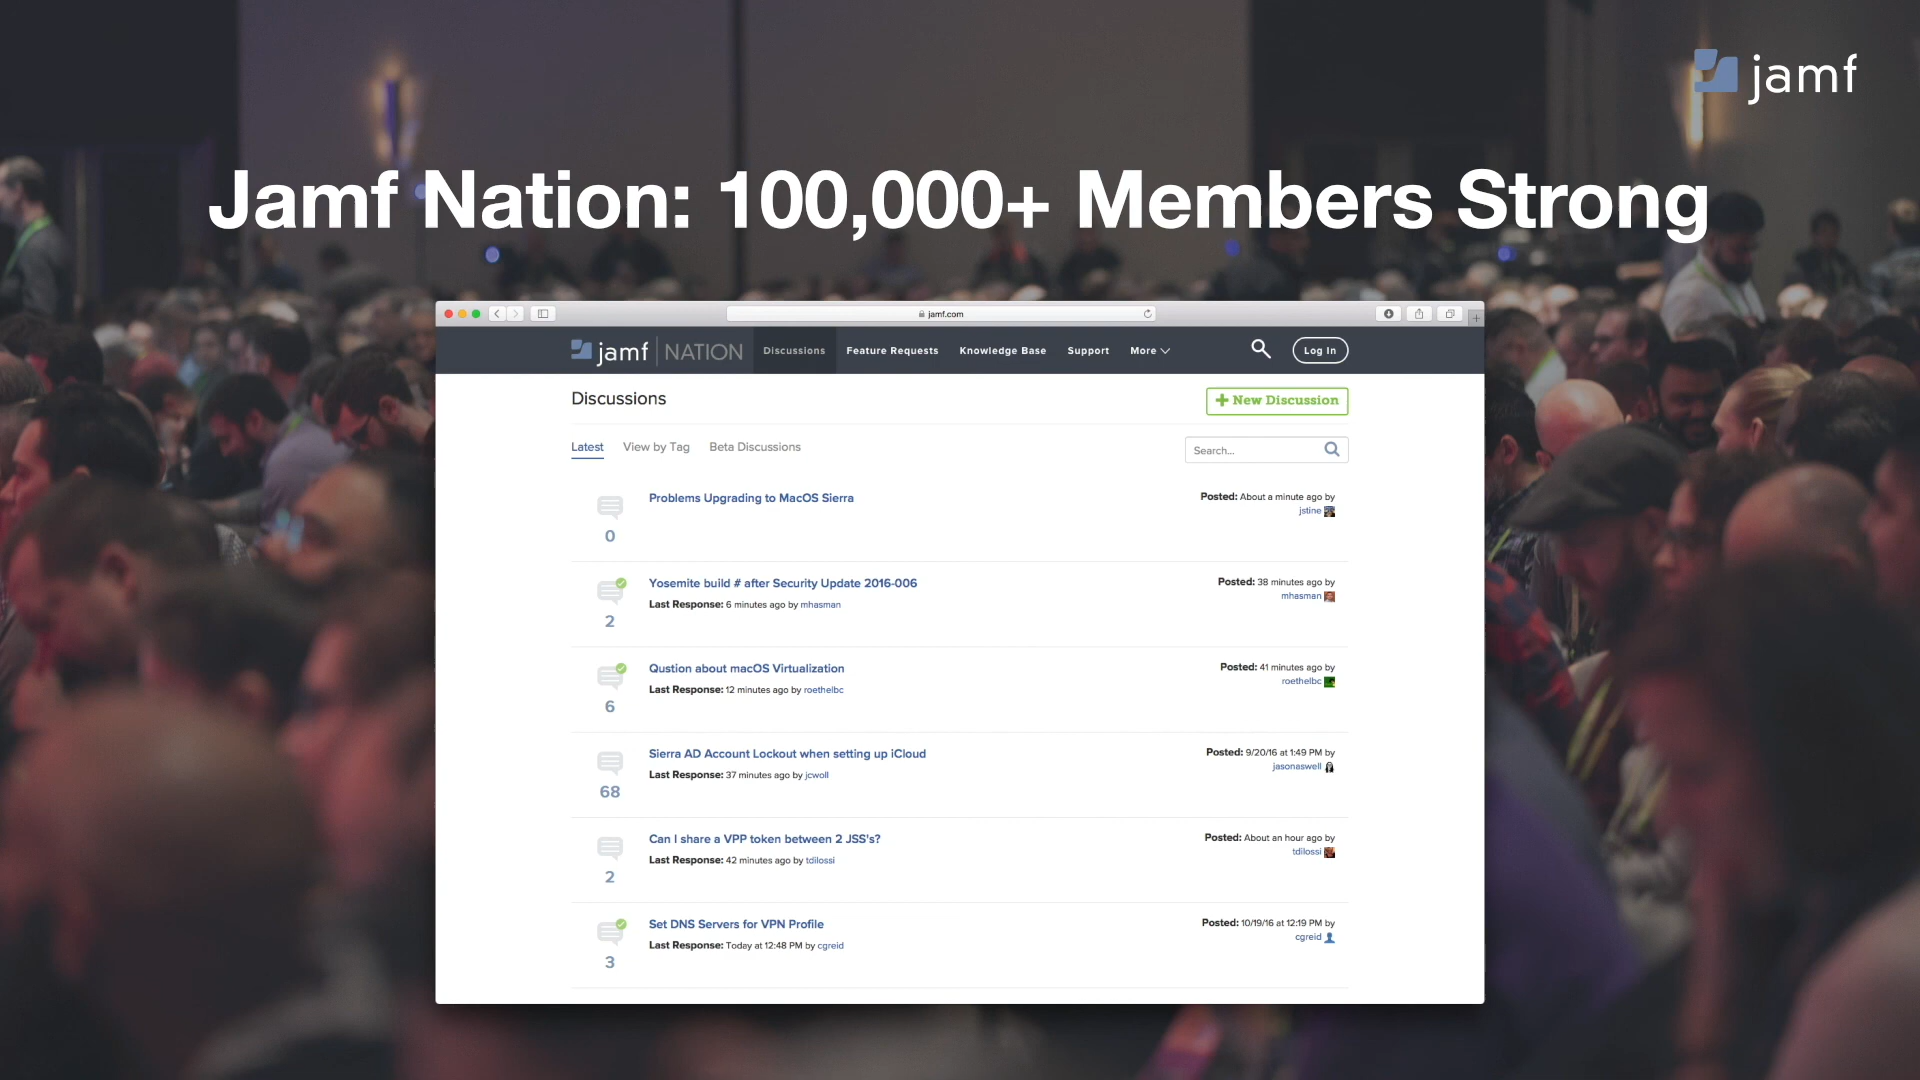 jamf
Jamf Nation: 100,000+ Members Strong
jamf.com
jamf NATION Discussions Feature Requests Knowledge Base Support More Log In
Discussions
+ New Discussion
Latest View by Tag Beta Discussions
Search...
Problems Upgrading to MacOS Sierra
Posted: About a minute ago by
jstine
0
Yosemite build # after Security Update 2016-006
Last Response: 6 minutes ago by mhasman
Posted: 38 minutes ago by
mhasman
2
Qustion about macOS Virtualization
Last Response: 12 minutes ago by roethelbc
Posted: 41 minutes ago by
roethelbc
6
Sierra AD Account Lockout when setting up iCloud
Last Response: 37 minutes ago by jcwoll
Posted: 9/20/16 at 1:49 PM by
jasonaswell
68
Can I share a VPP token between 2 JSS's?
Last Response: 42 minutes ago by tdilossi
Posted: About an hour ago by
tdilossi
2
Set DNS Servers for VPN Profile
Last Response: Today at 12:48 PM by cgreid
Posted: 10/19/16 at 12:19 PM by
cgreid
3